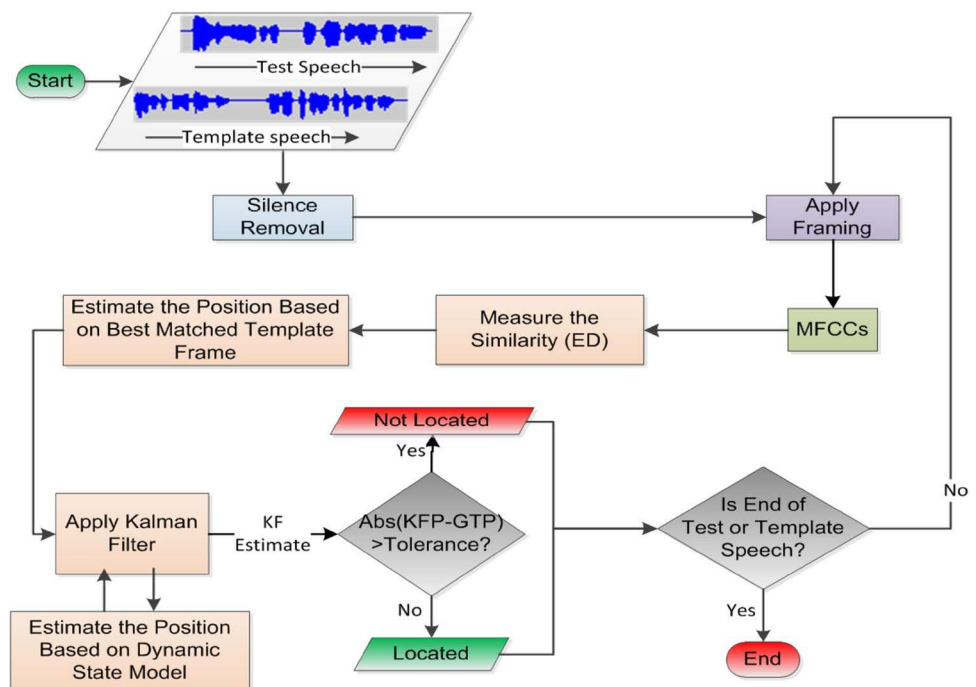 Start
Test Speech
Template speech
Silence
Removal
Apply
Framing
MFCCs
Measure the
Similarity (ED)
Estimate the Position Based
on Best Matched Template
Frame
Apply Kalman
Filter
Estimate the Position
Based on Dynamic
State Model
KF
Estimate
Abs(KFP-GTP)
>Tolerance?
Yes
Not Located
No
Located
Is End of
Test or Template
Speech?
No
Yes
End